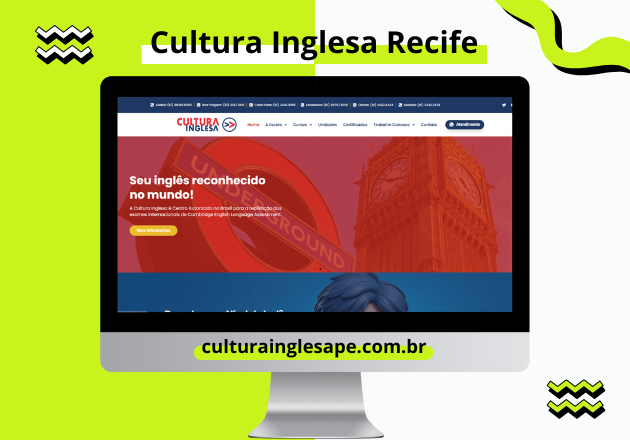 Cultura Inglesa Recife
CULTURA
INGLESA
Home A Escola Cursos Unidades Certificados Trabalhe Conosco Contato Atendimento
UNDERGROUND
Seu inglês reconhecido
no mundo!
A Cultura Inglesa é Centro Autorizado no Brasil para a realização dos
exames internacionais de Cambridge English Language Assessment.
Mais Informações
culturainglesape.com.br